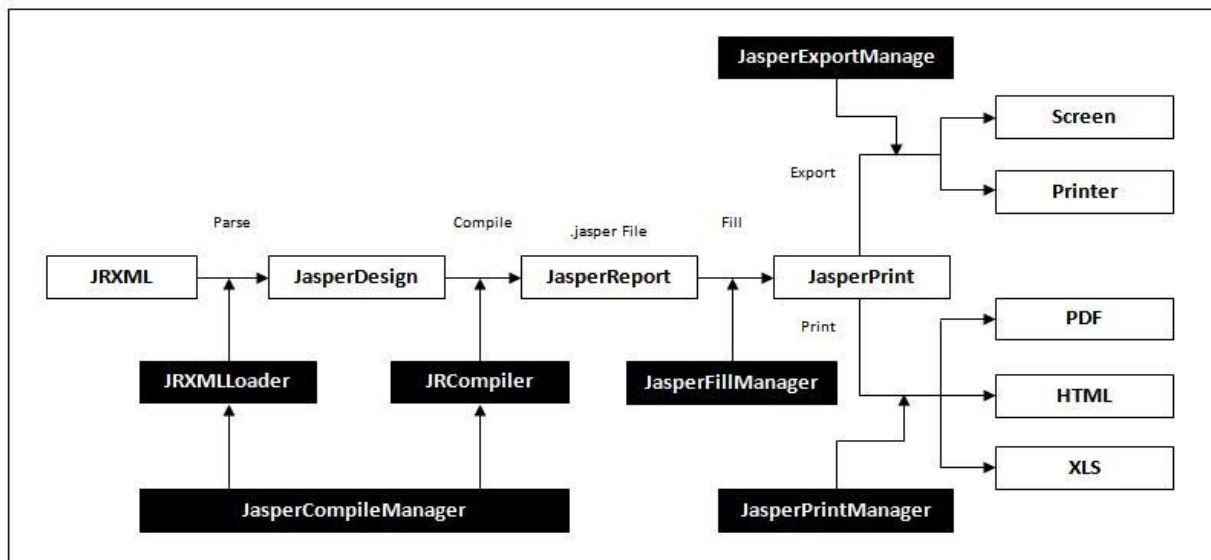 JasperExportManage
Screen
Export
Printer
Parse
Compile
.jasper File
Fill
JRXML
JasperDesign
JasperReport
JasperPrint
Print
PDF
JRXMLLoader
JRCompiler
JasperFillManager
HTML
XLS
JasperCompileManager
JasperPrintManager